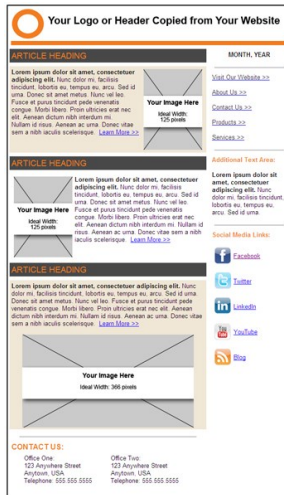 Your Logo or Header Copied from Your Website
ARTICLE HEADING
Lorem ipsum dolor sit amet, consectetuer
adipiscing elit. Nunc dolor mi, facilisis
tincidunt, lobortis eu, tempus eu, arcu. Sed id
urna. Donec sit amet metus. Nunc vel leo.
Fusce et purus tincidunt pede venenatis
congue. Morbi libero. Proin ultricies erat nec
elit. Aenean dictum nibh interdum mi.
Nullam id risus. Aenean ac urna. Donec vitae
sem a nibh iaculis scelerisque. Learn More >>
Your Image Here
Ideal Width:
125 pixels
ARTICLE HEADING
Your Image Here
Ideal Width:
125 pixels
Lorem ipsum dolor sit amet, consectetuer
adipiscing elit. Nunc dolor mi, facilisis
tincidunt, lobortis eu, tempus eu, arcu. Sed id
urna. Donec sit amet metus. Nunc vel leo.
Fusce et purus tincidunt pede venenatis
congue. Morbi libero. Proin ultricies erat nec
elit. Aenean dictum nibh interdum mi. Nullam id
risus. Aenean ac urna. Donec vitae sem a nibh
iaculis scelerisque. Learn More >>
ARTICLE HEADING
Lorem ipsum dolor sit amet, consectetuer adipiscing elit. Nunc
dolor mi, facilisis tincidunt, lobortis eu, tempus eu, arcu. Sed id urna.
Donec sit amet metus. Nunc vel leo. Fusce et purus tincidunt pede
venenatis congue. Morbi libero. Proin ultricies erat nec elit. Aenean
dictum nibh interdum mi. Nullam id risus. Aenean ac urna. Donec vitae
sem a nibh iaculis scelerisque. Learn More >>
Your Image Here
Ideal Width: 366 pixels
CONTACT US:
Office One:
123 Anywhere Street
Anytown, USA
Telephone: 555.555.5555
Office Two:
123 Anywhere Street
Anytown, USA
Telephone: 555.555.5555
MONTH, YEAR
Visit Our Website >>
About Us >>
Contact Us >>
Products >>
Services >>
Additional Text Area:
Lorem ipsum dolor sit
amet, consectetuer
adipiscing elit. Nunc
dolor mi, facilisis tincidunt,
lobortis eu, tempus eu,
arcu. Sed id urna.
Social Media Links:
Facebook
Twitter
LinkedIn
YouTube
Blog